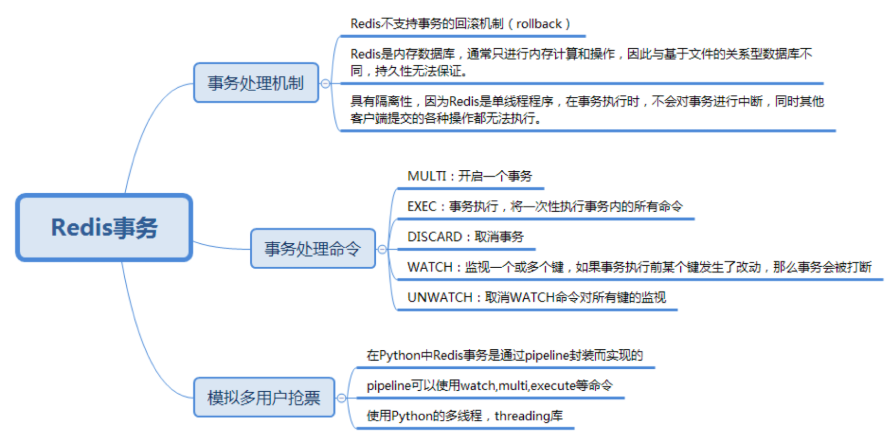 Redis事务
事务处理机制
Redis不支持事务的回滚机制（rollback）
Redis是内存数据库，通常只进行内存计算和操作，因此与基于文件的关系型数据库不
同，持久性无法保证。
具有隔离性，因为Redis是单线程程序，在事务执行时，不会对事务进行中断，同时其他
客户端提交的各种操作都无法执行。
事务处理命令
MULTI：开启一个事务
EXEC：事务执行，将一次性执行事务内的所有命令
DISCARD：取消事务
WATCH：监视一个或多个键，如果事务执行前某个键发生了改动，那么事务会被打断
UNWATCH：取消WATCH命令对所有键的监视
模拟多用户抢票
在Python中Redis事务是通过pipeline封装而实现的
pipeline可以使用watch,multi,execute等命令
使用Python的多线程，threading库